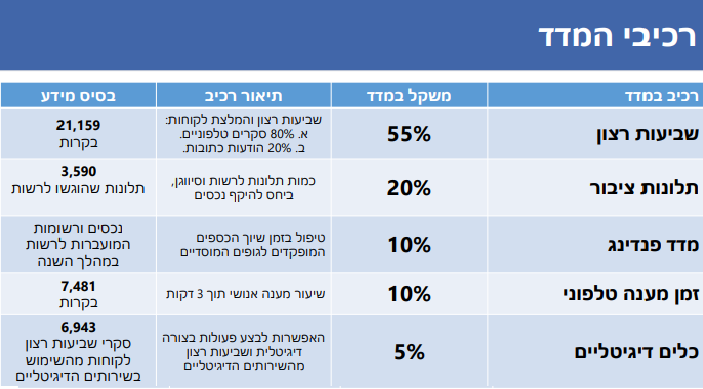 רכיבי המדד
רכיב במדד משקל במדד תיאור רכיב בסיס מידע
שביעות רצון
55%
שביעות רצון והמלצת לקוחות:
א. 80% סקרים טלפוניים.
ב. 20% הודעות כתובות.
21,159
בקרות
תלונות ציבור
20%
כמות תלונות לרשות וסיווגן,
ביחס להיקף נכסים
3,590
תלונות שהוגשו לרשות
מדד פנדינג
10%
טיפול בזמן שיוך הכספים
המופקדים לגופים המוסדיים
נכסים ורשומות
המועברות לרשות
במהלך השנה
זמן מענה טלפוני
10%
שיעור מענה אנושי תוך 3 דקות
7,481
בקרות
כלים דיגיטליים
5%
האפשרות לבצע פעולות בצורה
דיגיטלית ושביעות רצון
מהשירותים הדיגיטליים
6,943
סקרי שביעות רצון
לקוחות מהשימוש
בשירותים הדיגיטליים